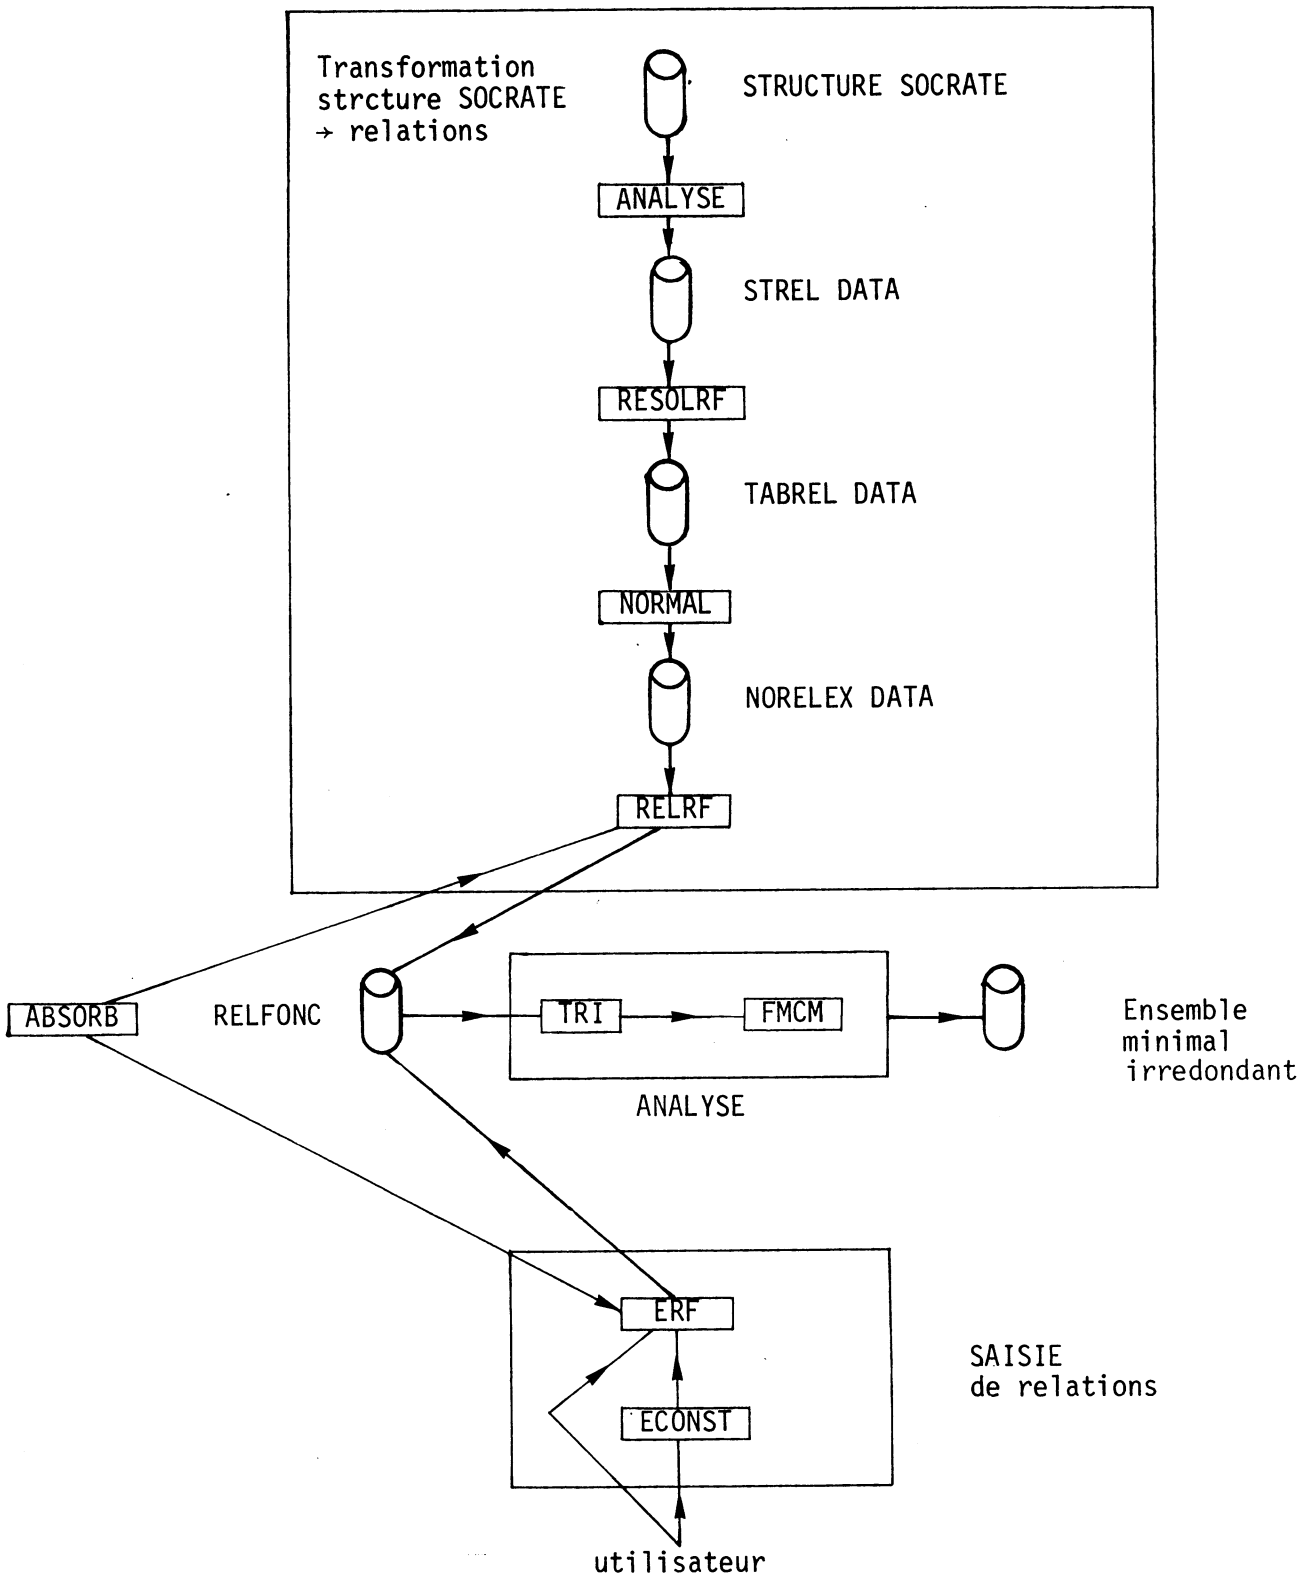 Transformation
strcture SOCRATE
→ relations
STRUCTURE SOCRATE
ANALYSE
STREL DATA
RESOLRF
TABREL DATA
NORMAL
NORELEX DATA
RELRF
ABSORB
RELFONC
TRI
FMCM
ANALYSE
Ensemble
minimal
irredondant
ERF
ECONST
SAISIE
de relations
utilisateur